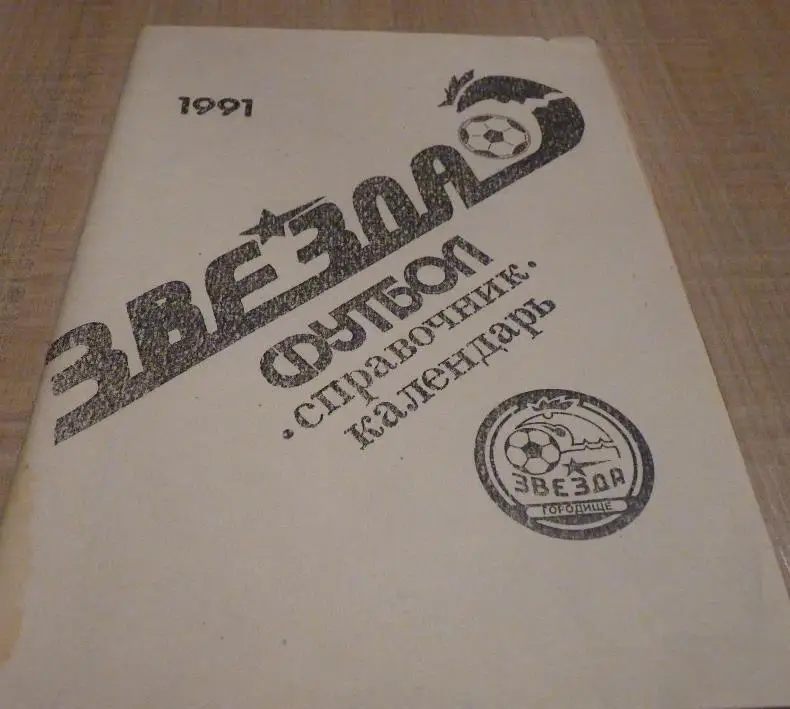 1991
ЗВЕЗДА
ФУТБОЛ
·справочник·
календарь
ЗВЕЗДА
ГОРОДИЩЕ